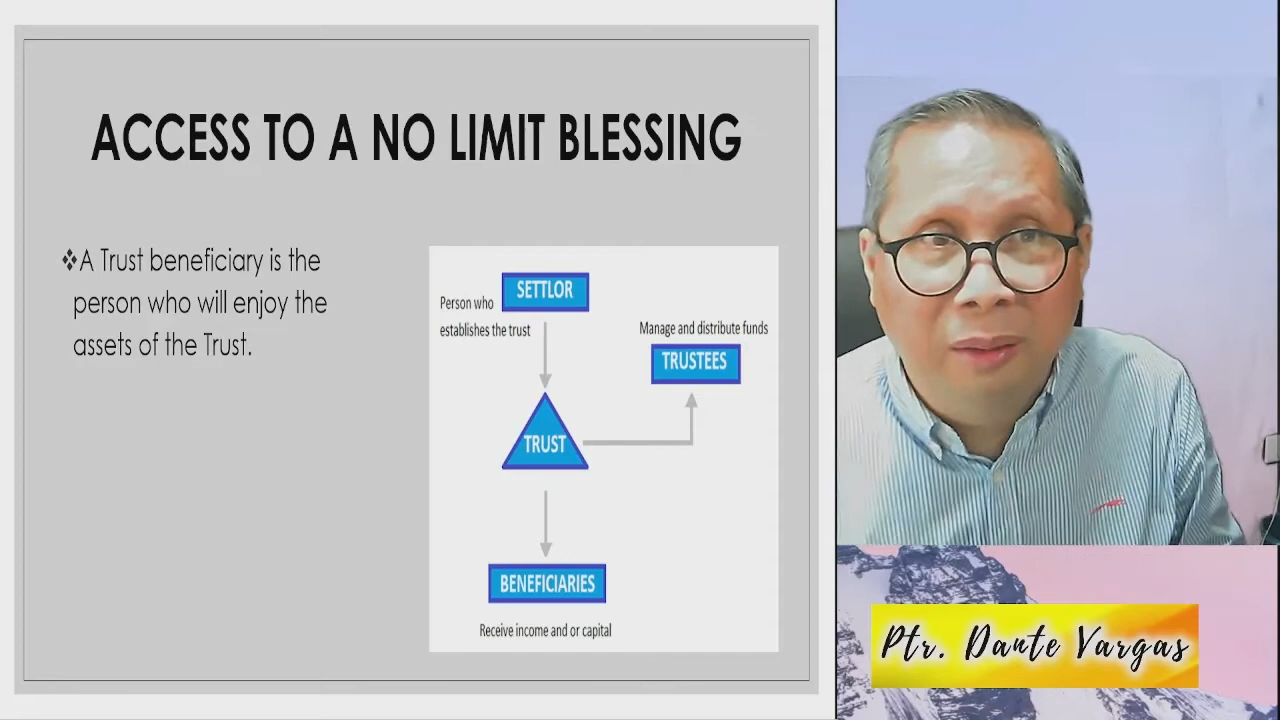 ACCESS TO A NO LIMIT BLESSING
❖A Trust beneficiary is the
person who will enjoy the
assets of the Trust.
SETTLOR
Person who
establishes the trust
Manage and distribute funds
TRUSTEES
TRUST
BENEFICIARIES
Receive income and or capital
Ptr. Dante Vargas